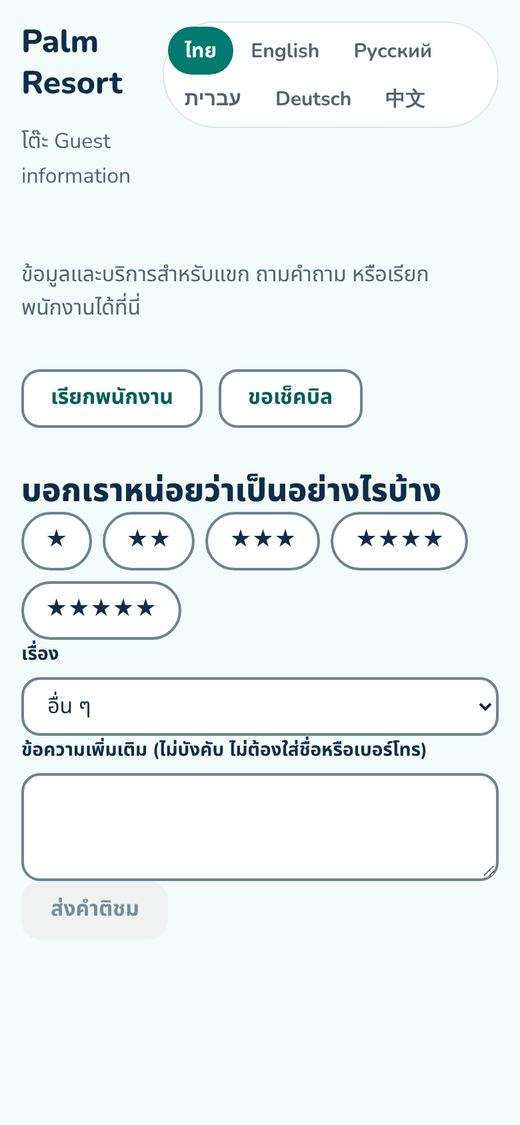 Palm
Resort
โต๊ะ Guest
information
ไทย English Русский
עברית Deutsch 中文
ข้อมูลและบริการสำหรับแขก ถามคำถาม หรือเรียก
พนักงานได้ที่นี่
เรียกพนักงาน ขอเช็คบิล
บอกเราหน่อยว่าเป็นอย่างไรบ้าง
★ ★★ ★★★ ★★★★
★★★★★
เรื่อง
อื่น ๆ
ข้อความเพิ่มเติม (ไม่บังคับ ไม่ต้องใส่ชื่อหรือเบอร์โทร)
ส่งคำติชม